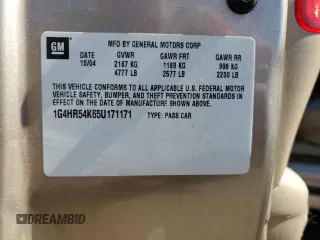 GM
MFD BY GENERAL MOTORS CORP
DATE GVWR GAWR FRT GAWR RR
10/04 2167 KG 1169 KG 998 KG
4777 LB 2577 LB 2200 LB
THIS VEHICLE CONFORMS TO ALL APPLICABLE U.S. FEDERAL MOTOR
VEHICLE SAFETY, BUMPER, AND THEFT PREVENTION STANDARDS IN
EFFECT ON THE DATE OF MANUFACTURE SHOWN ABOVE.
1G4HR54K65U171171 TYPE: PASS CAR
DREAMBID